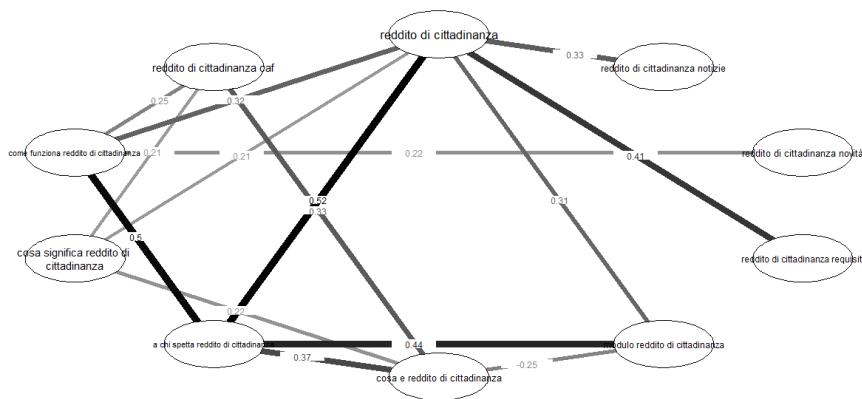 reddito di cittadinanza
0.33
reddito di cittadinanza caf
reddito di cittadinanza notizie
0.25
0.32
come funziona reddito di cittadinanza
0.21
0.21
0.22
0.41
reddito di cittadinanza novità
0.52
0.33
0.31
0.5
cosa significa reddito di
cittadinanza
reddito di cittadinanza requisiti
0.22
a chi spetta reddito di cittadinanza
0.44
modulo reddito di cittadinanza
0.37
-0.25
cosa e reddito di cittadinanza